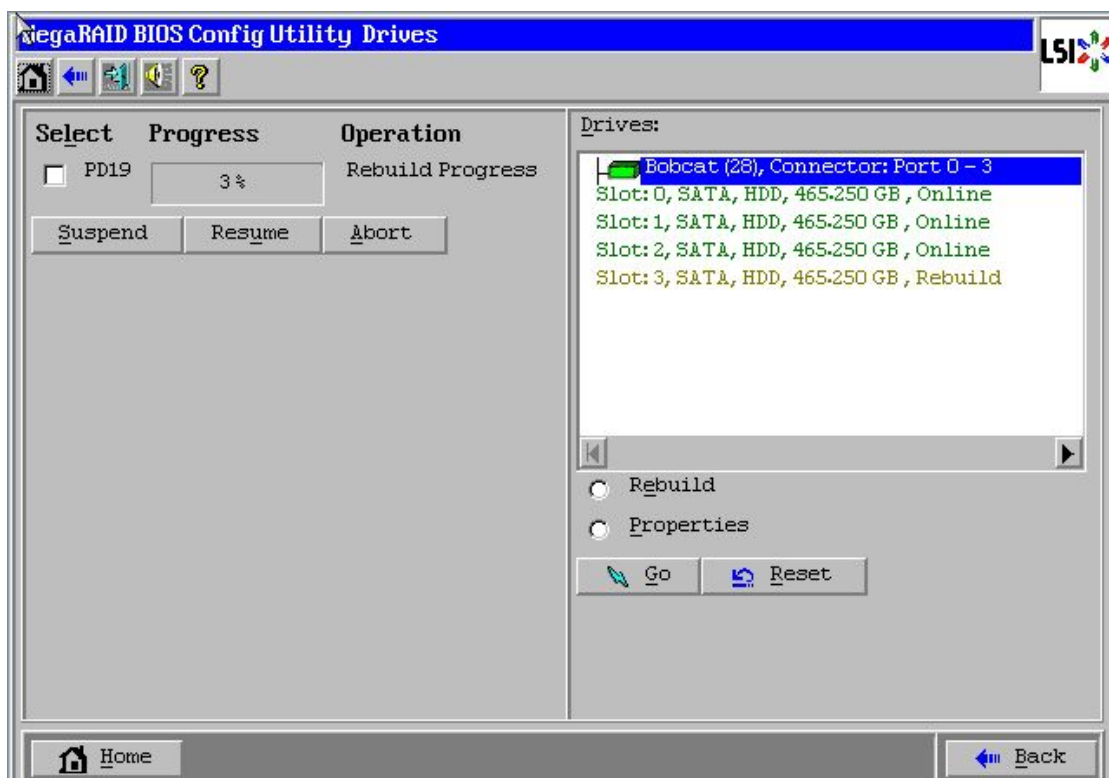 MegaRAID BIOS Config Utility Drives
LSI
Select Progress Operation
PD19 3% Rebuild Progress
Suspend Resume Abort
Drives:
Bobcat (28), Connector: Port 0 - 3
Slot: 0, SATA, HDD, 465.250 GB , Online
Slot: 1, SATA, HDD, 465.250 GB , Online
Slot: 2, SATA, HDD, 465.250 GB , Online
Slot: 3, SATA, HDD, 465.250 GB , Rebuild
Rebuild
Properties
Go Reset
Home Back